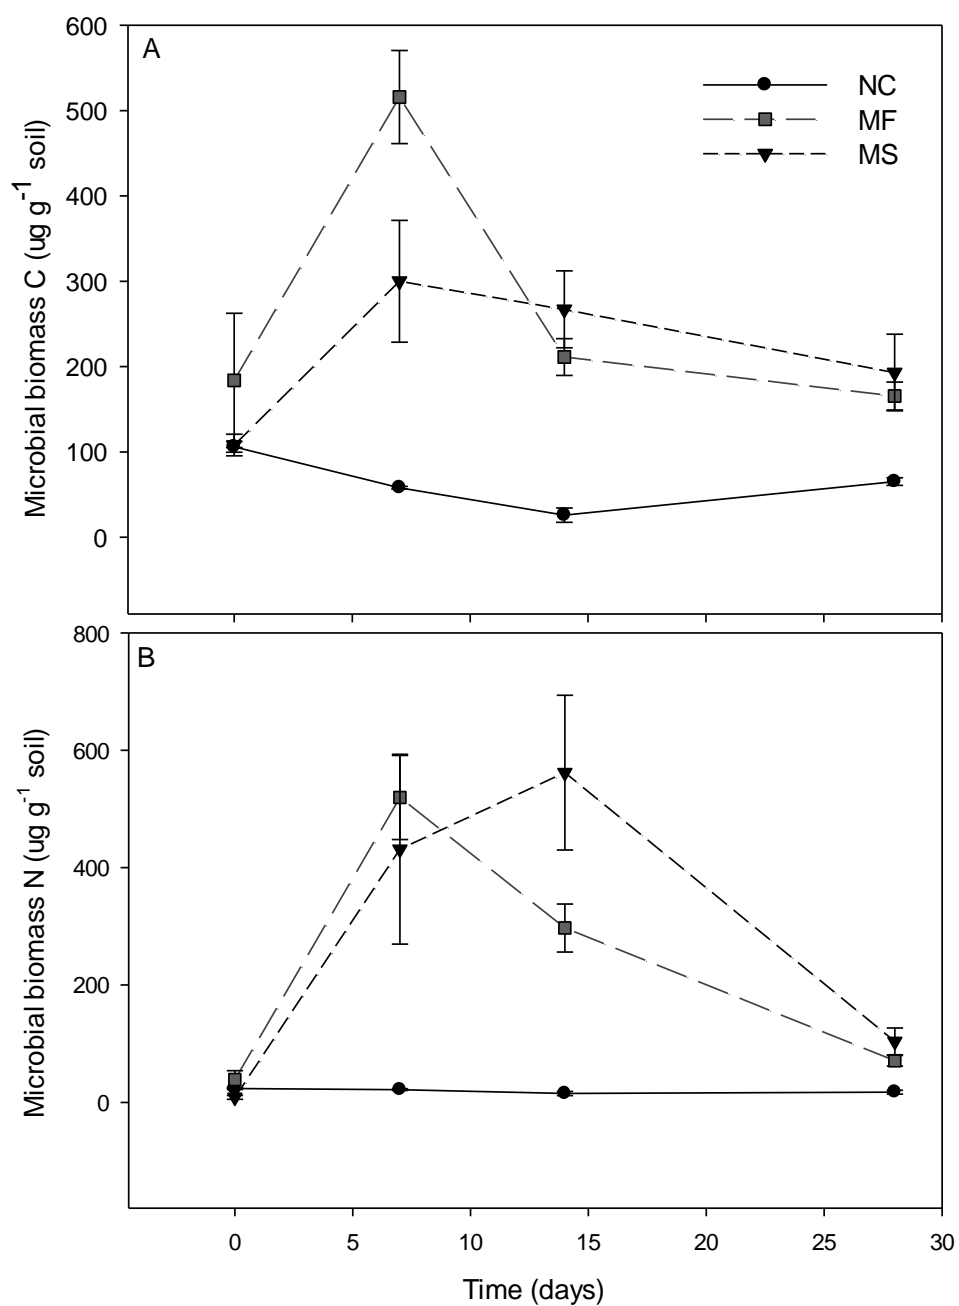 A
NC
MF
MS
600
500
400
300
200
100
0
Microbial biomass C (ug g⁻¹ soil)
B
800
600
400
200
0
Microbial biomass N (ug g⁻¹ soil)
0 5 10 15 20 25 30
Time (days)